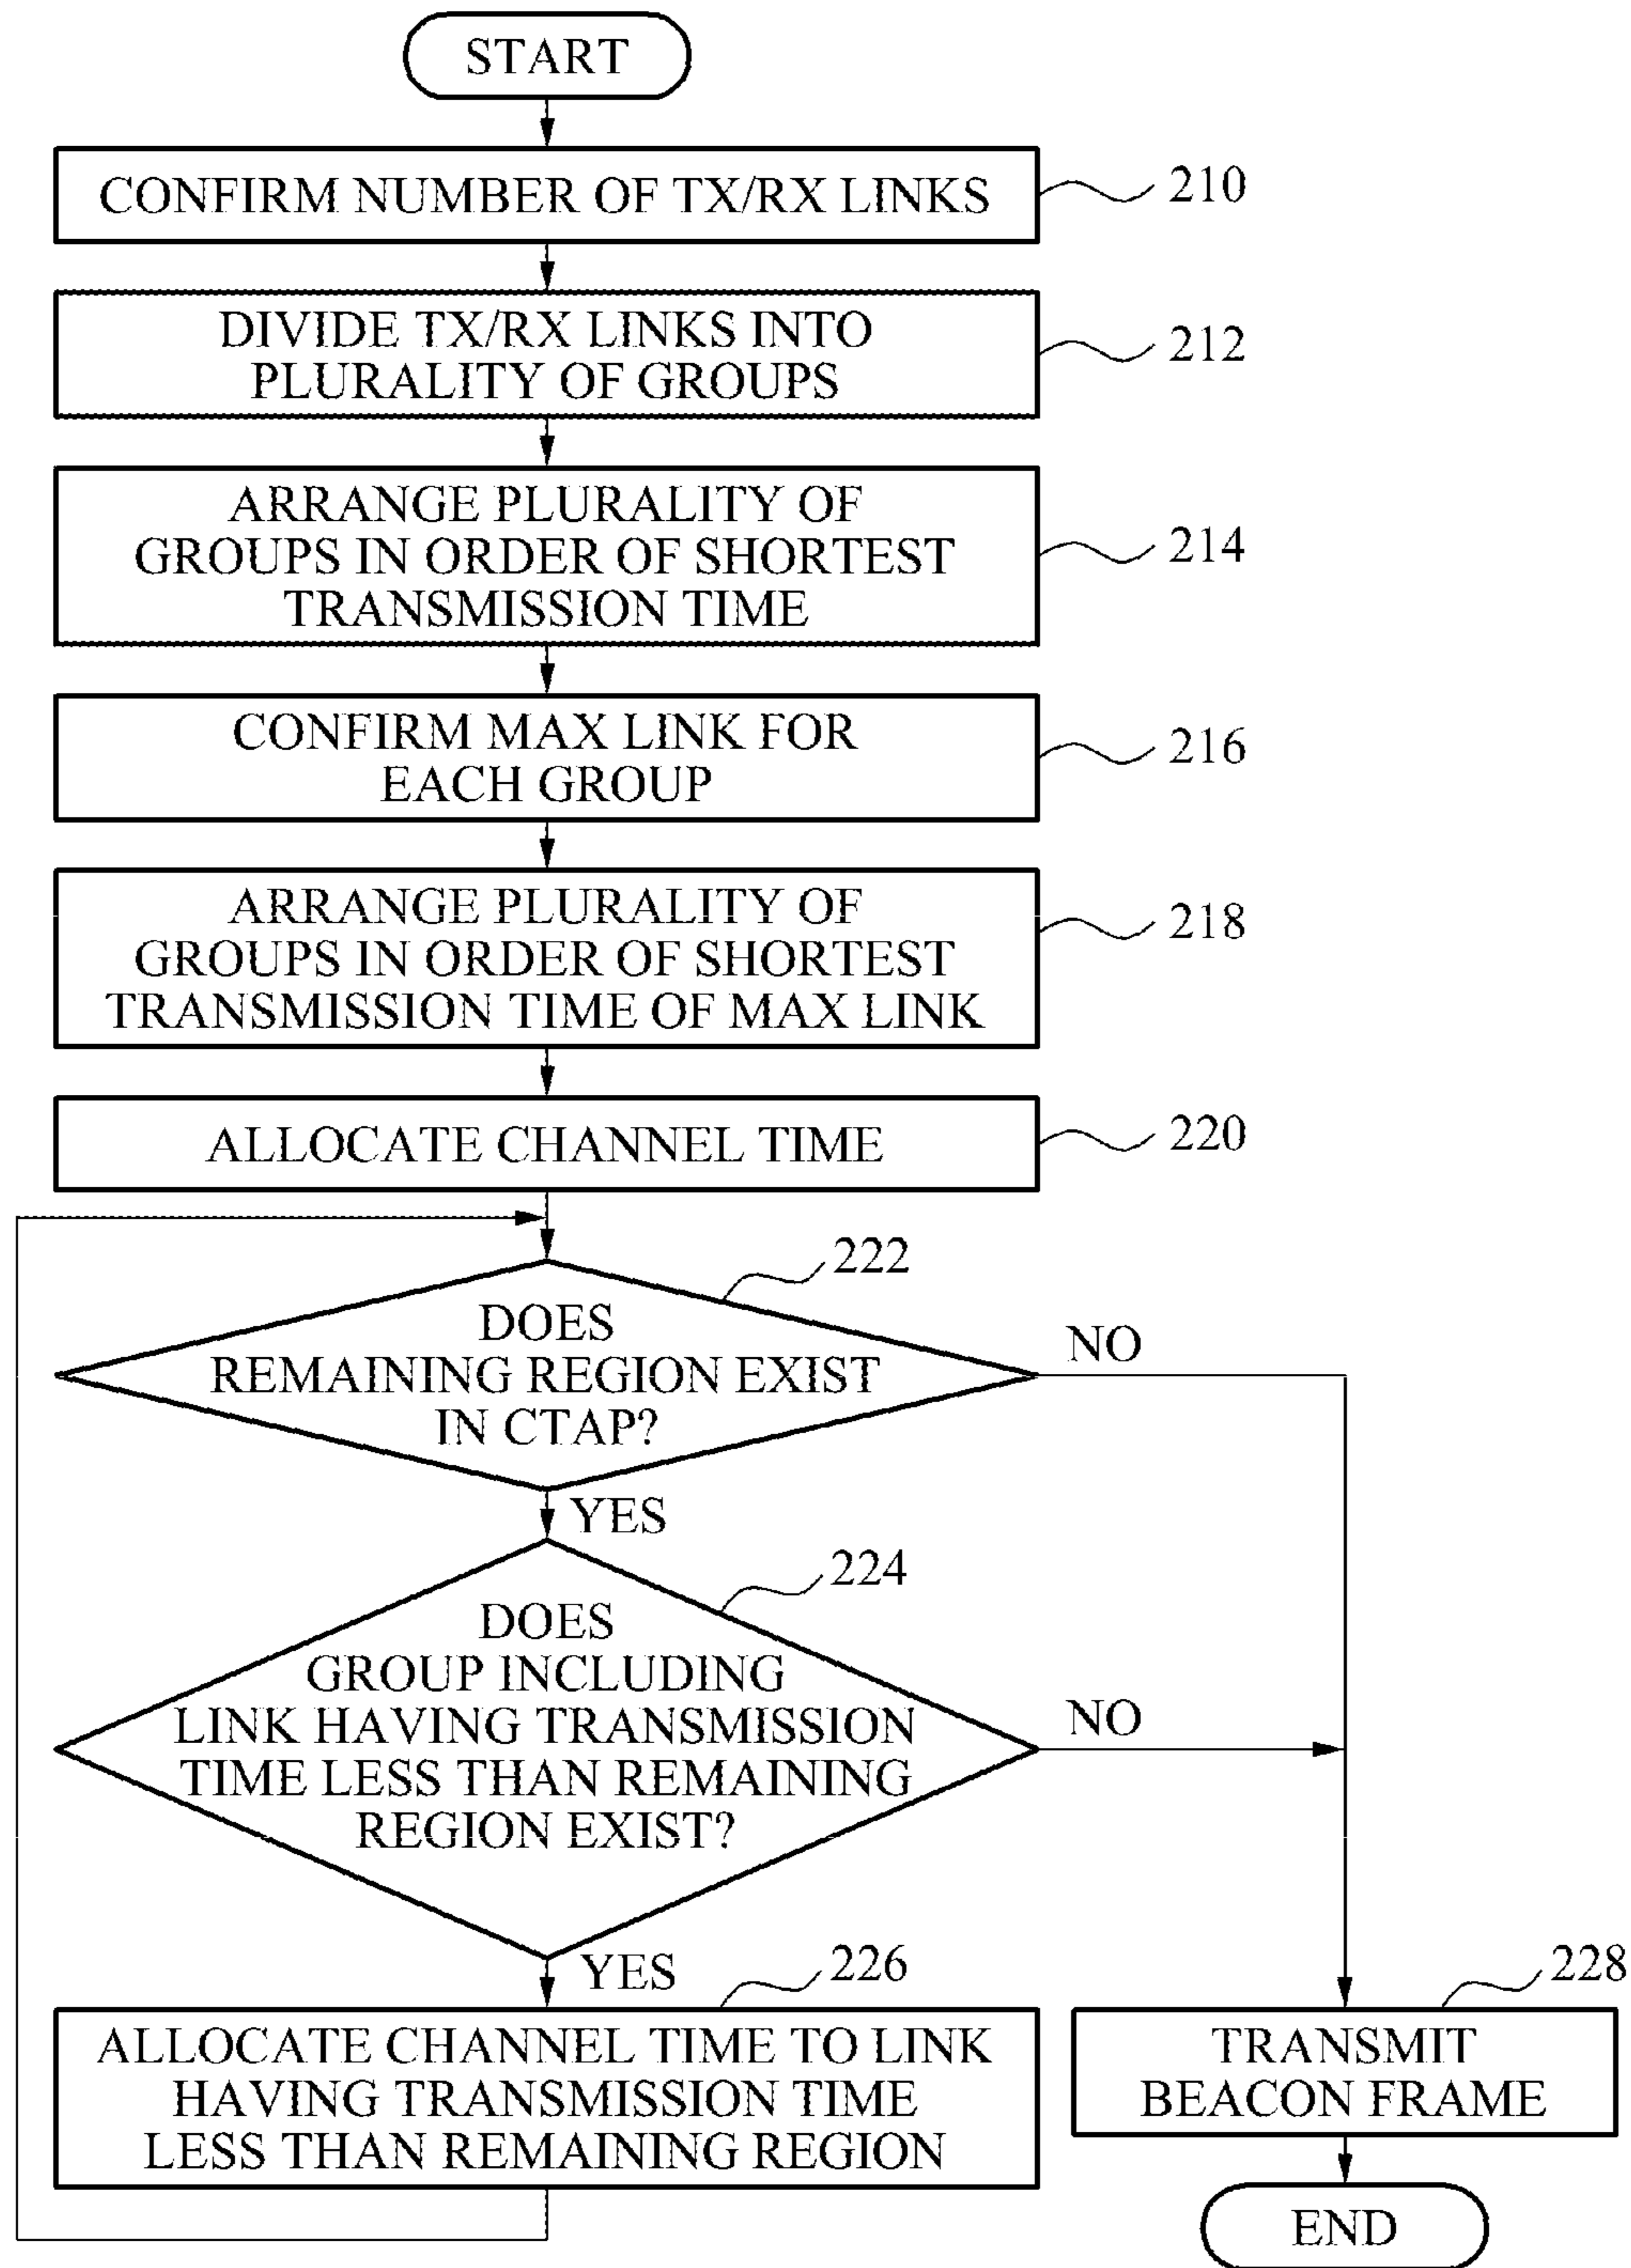 START
CONFIRM NUMBER OF TX/RX LINKS
210
DIVIDE TX/RX LINKS INTO
PLURALITY OF GROUPS
212
ARRANGE PLURALITY OF
GROUPS IN ORDER OF SHORTEST
TRANSMISSION TIME
214
CONFIRM MAX LINK FOR
EACH GROUP
216
ARRANGE PLURALITY OF
GROUPS IN ORDER OF SHORTEST
TRANSMISSION TIME OF MAX LINK
218
ALLOCATE CHANNEL TIME
220
222
DOES
REMAINING REGION EXIST
IN CTAP?
NO
YES
224
DOES
GROUP INCLUDING
LINK HAVING TRANSMISSION
TIME LESS THAN REMAINING
REGION EXIST?
NO
YES
226
ALLOCATE CHANNEL TIME TO LINK
HAVING TRANSMISSION TIME
LESS THAN REMAINING REGION
228
TRANSMIT
BEACON FRAME
END